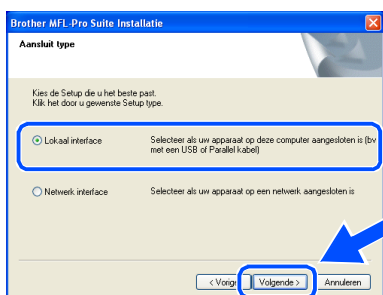 Brother MFL-Pro Suite Installatie
Aansluit type
Kies de Setup die u het beste past.
Klik het door u gewenste Setup type.
Lokaal interface
Selecteer als uw apparaat op deze computer aangesloten is (bv met een USB of Parallel kabel)
Netwerk interface
Selecteer als uw apparaat op een netwerk aangesloten is
< Vorige
Volgende >
Annuleren